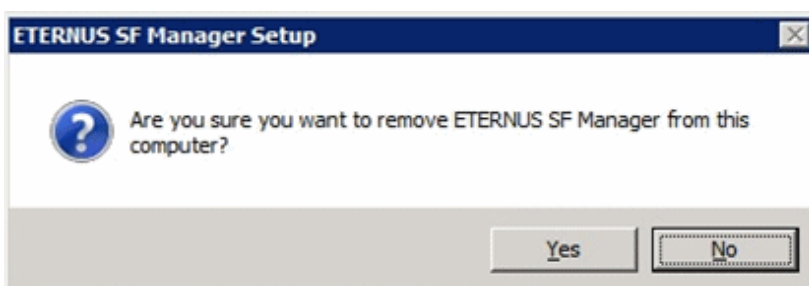 ETERNUS SF Manager Setup
Are you sure you want to remove ETERNUS SF Manager from this
computer?
Yes No